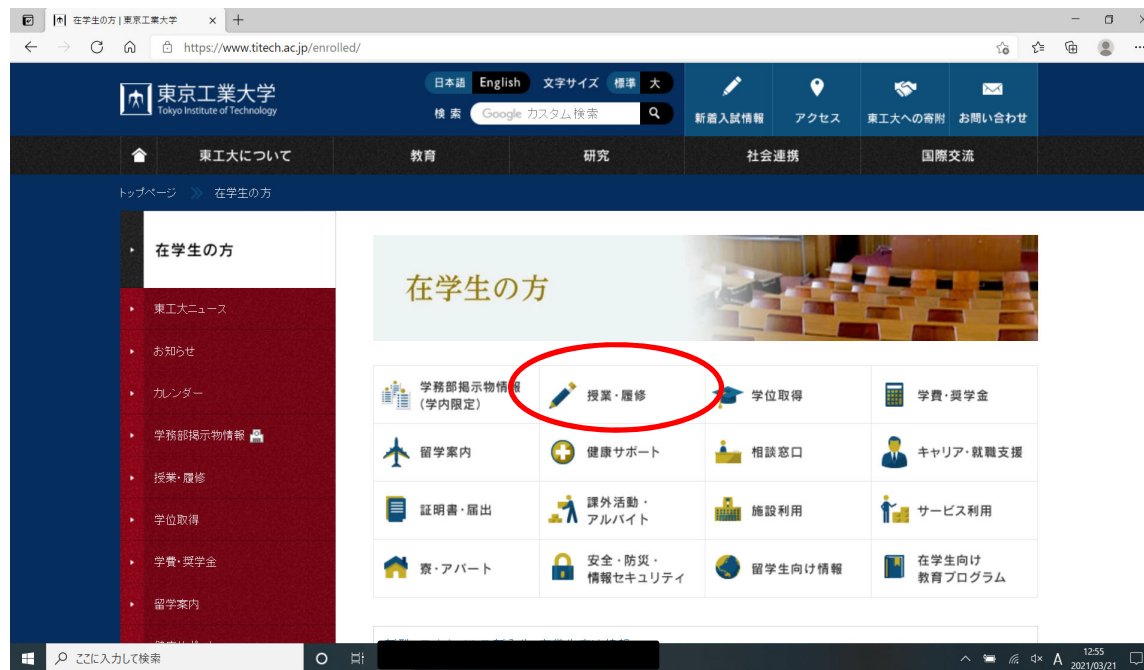 在学生の方 | 東京工業大学
https://www.titech.ac.jp/enrolled/
東京工業大学
Tokyo Institute of Technology
日本語 English 文字サイズ 標準 大
検索 Google カスタム検索
新着入試情報 アクセス 東工大への寄附 お問い合わせ
東工大について 教育 研究 社会連携 国際交流
トップページ 在学生の方
在学生の方
東工大ニュース
お知らせ
カレンダー
学務部掲示物情報
授業・履修
学位取得
学費・奨学金
留学案内
在学生の方
学務部掲示物情報
(学内限定)
授業・履修
学位取得
学費・奨学金
留学案内
健康サポート
相談窓口
キャリア・就職支援
証明書・届出
課外活動・
アルバイト
施設利用
サービス利用
寮・アパート
安全・防災・
情報セキュリティ
留学生向け情報
在学生向け
教育プログラム
ここに入力して検索
A
12:55
2021/03/21